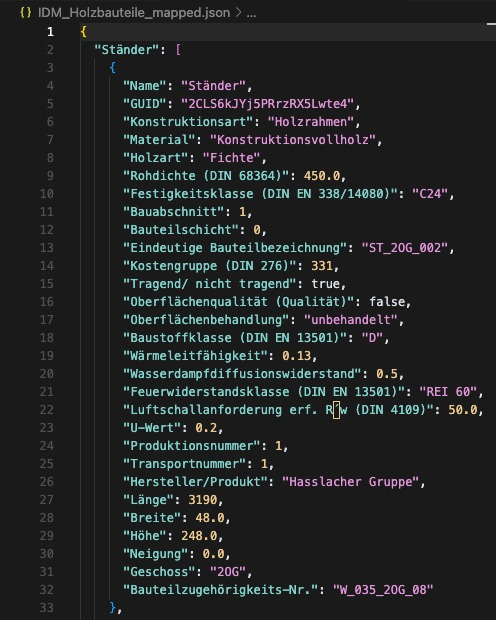 IDM_Holzbauteile_mapped.json > ...
1 {
2 "Ständer": [
3 {
4 "Name": "Ständer",
5 "GUID": "2CLS6kJYj5PRrzRX5Lwte4",
6 "Konstruktionsart": "Holzrahmen",
7 "Material": "Konstruktionsvollholz",
8 "Holzart": "Fichte",
9 "Rohdichte (DIN 68364)": 450.0,
10 "Festigkeitsklasse (DIN EN 338/14080)": "C24",
11 "Bauabschnitt": 1,
12 "Bauteilschicht": 0,
13 "Eindeutige Bauteilbezeichnung": "ST_2OG_002",
14 "Kostengruppe (DIN 276)": 331,
15 "Tragend/ nicht tragend": true,
16 "Oberflächenqualität (Qualität)": false,
17 "Oberflächenbehandlung": "unbehandelt",
18 "Baustoffklasse (DIN EN 13501)": "D",
19 "Wärmeleitfähigkeit": 0.13,
20 "Wasserdampfdiffusionswiderstand": 0.5,
21 "Feuerwiderstandsklasse (DIN EN 13501)": "REI 60",
22 "Luftschallanforderung erf. R´w (DIN 4109)": 50.0,
23 "U-Wert": 0.2,
24 "Produktionsnummer": 1,
25 "Transportnummer": 1,
26 "Hersteller/Produkt": "Hasslacher Gruppe",
27 "Länge": 3190,
28 "Breite": 48.0,
29 "Höhe": 248.0,
30 "Neigung": 0.0,
31 "Geschoss": "2OG",
32 "Bauteilzugehörigkeits-Nr.": "W_035_2OG_08"
33 },